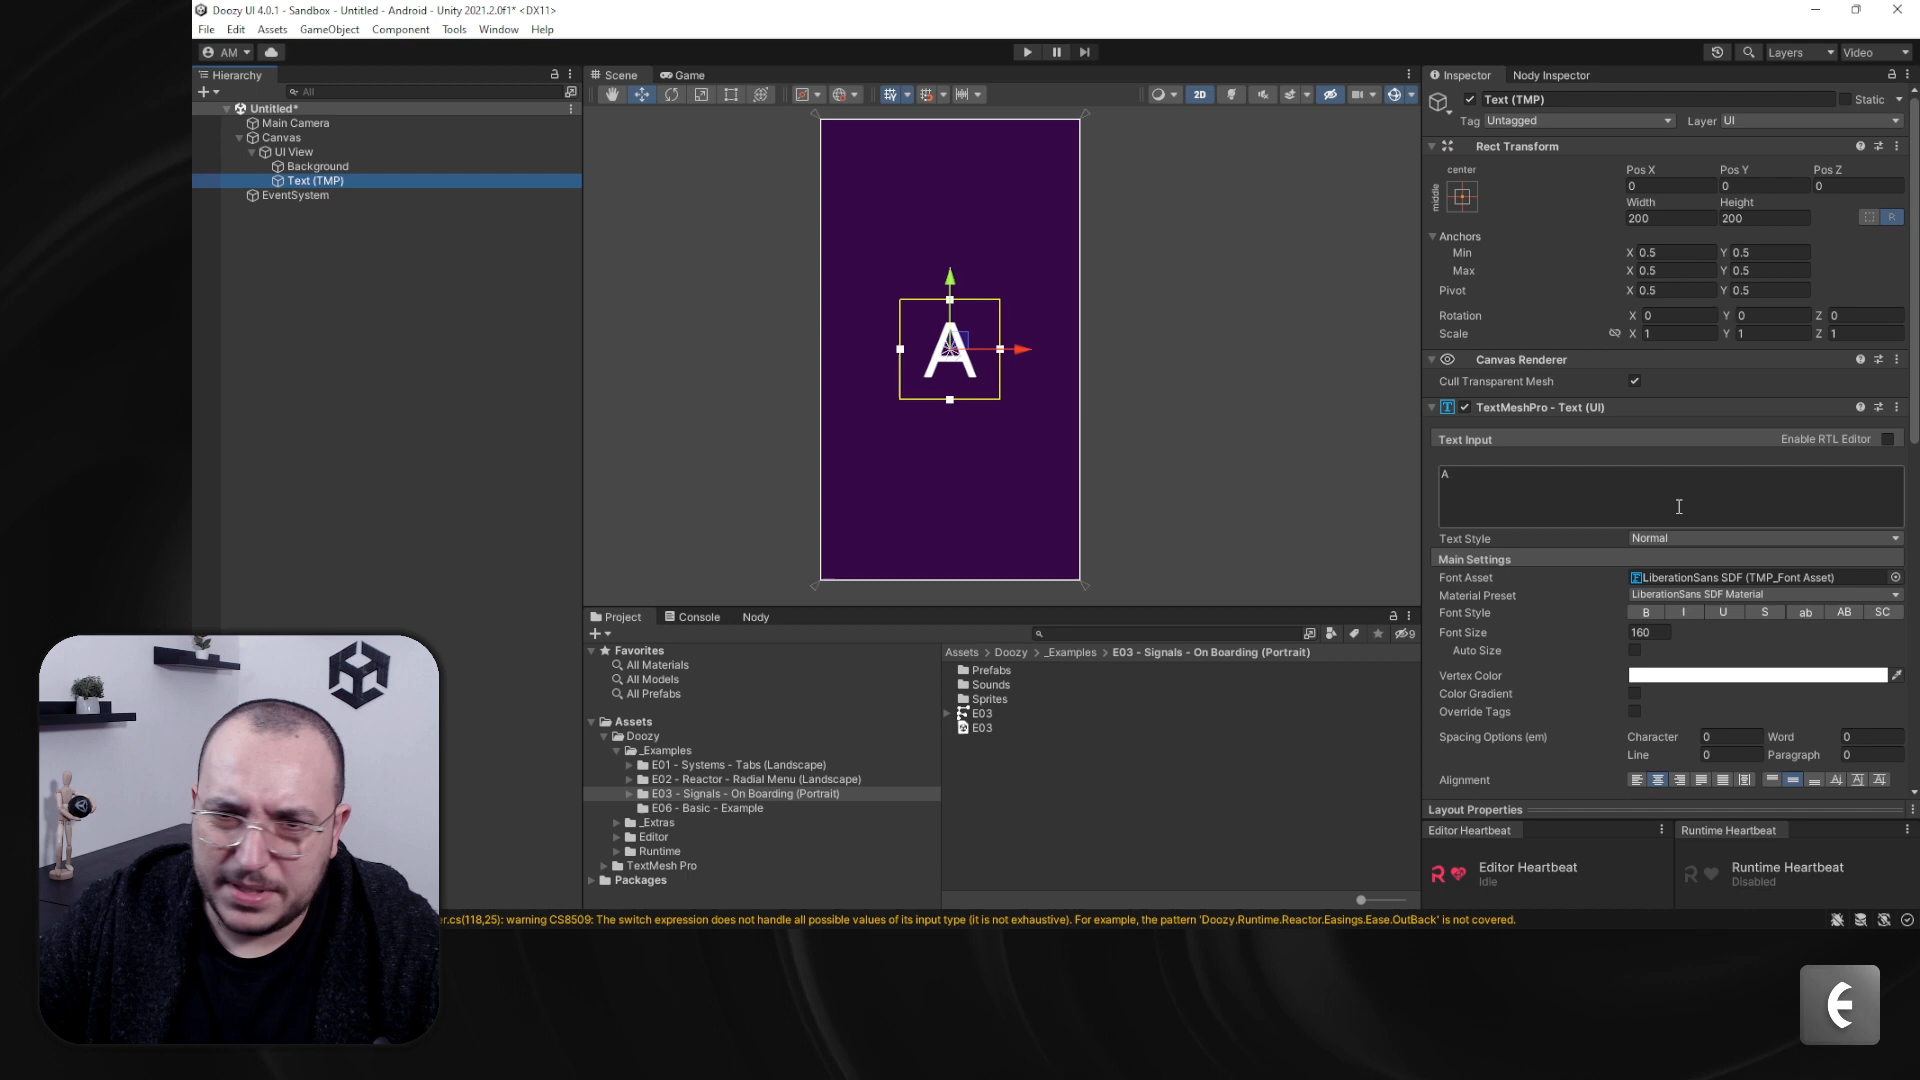 Doozy UI 4.0.1 - Sandbox - Untitled - Android - Unity 2021.2.0f1* <DX11>
File Edit Assets GameObject Component Tools Window Help
AM Layers Video
Hierarchy
All
Untitled*
Main Camera
Canvas
UI View
Background
Text (TMP)
EventSystem
Scene Game
2D
A
Project Console Nody
9
Favorites
All Materials
All Models
All Prefabs
Assets
Doozy
_Examples
E01 - Systems - Tabs (Landscape)
E02 - Reactor - Radial Menu (Landscape)
E03 - Signals - On Boarding (Portrait)
E06 - Basic - Example
_Extras
Editor
Runtime
TextMesh Pro
Packages
Assets > Doozy > _Examples > E03 - Signals - On Boarding (Portrait)
Prefabs
Sounds
Sprites
E03
E03
Inspector Node Inspector
Text (TMP) Static
Tag Untagged Layer UI
Rect Transform
center
middle
Pos X Pos Y Pos Z
0 0 0
Width Height
200 200
R
Anchors
Min X 0.5 Y 0.5
Max X 0.5 Y 0.5
Pivot X 0.5 Y 0.5
Rotation X 0 Y 0 Z 0
Scale X 1 Y 1 Z 1
Canvas Renderer
Cull Transparent Mesh
TextMeshPro - Text (UI)
Text Input Enable RTL Editor
A
Text Style Normal
Main Settings
Font Asset LiberationSans SDF (TMP_Font Asset)
Material Preset LiberationSans SDF Material
Font Style B I U S ab AB SC
Font Size 160
Auto Size
Vertex Color
Color Gradient
Override Tags
Spacing Options (em) Character 0 Word 0
Line 0 Paragraph 0
Alignment
Layout Properties
Editor Heartbeat Runtime Heartbeat
Editor Heartbeat
Idle
Runtime Heartbeat
Disabled
er.cs(118,25): warning CS8509: The switch expression does not handle all possible values of its input type (it is not exhaustive). For example, the pattern 'Doozy.Runtime.Reactor.Easings.Ease.OutBack' is not covered.